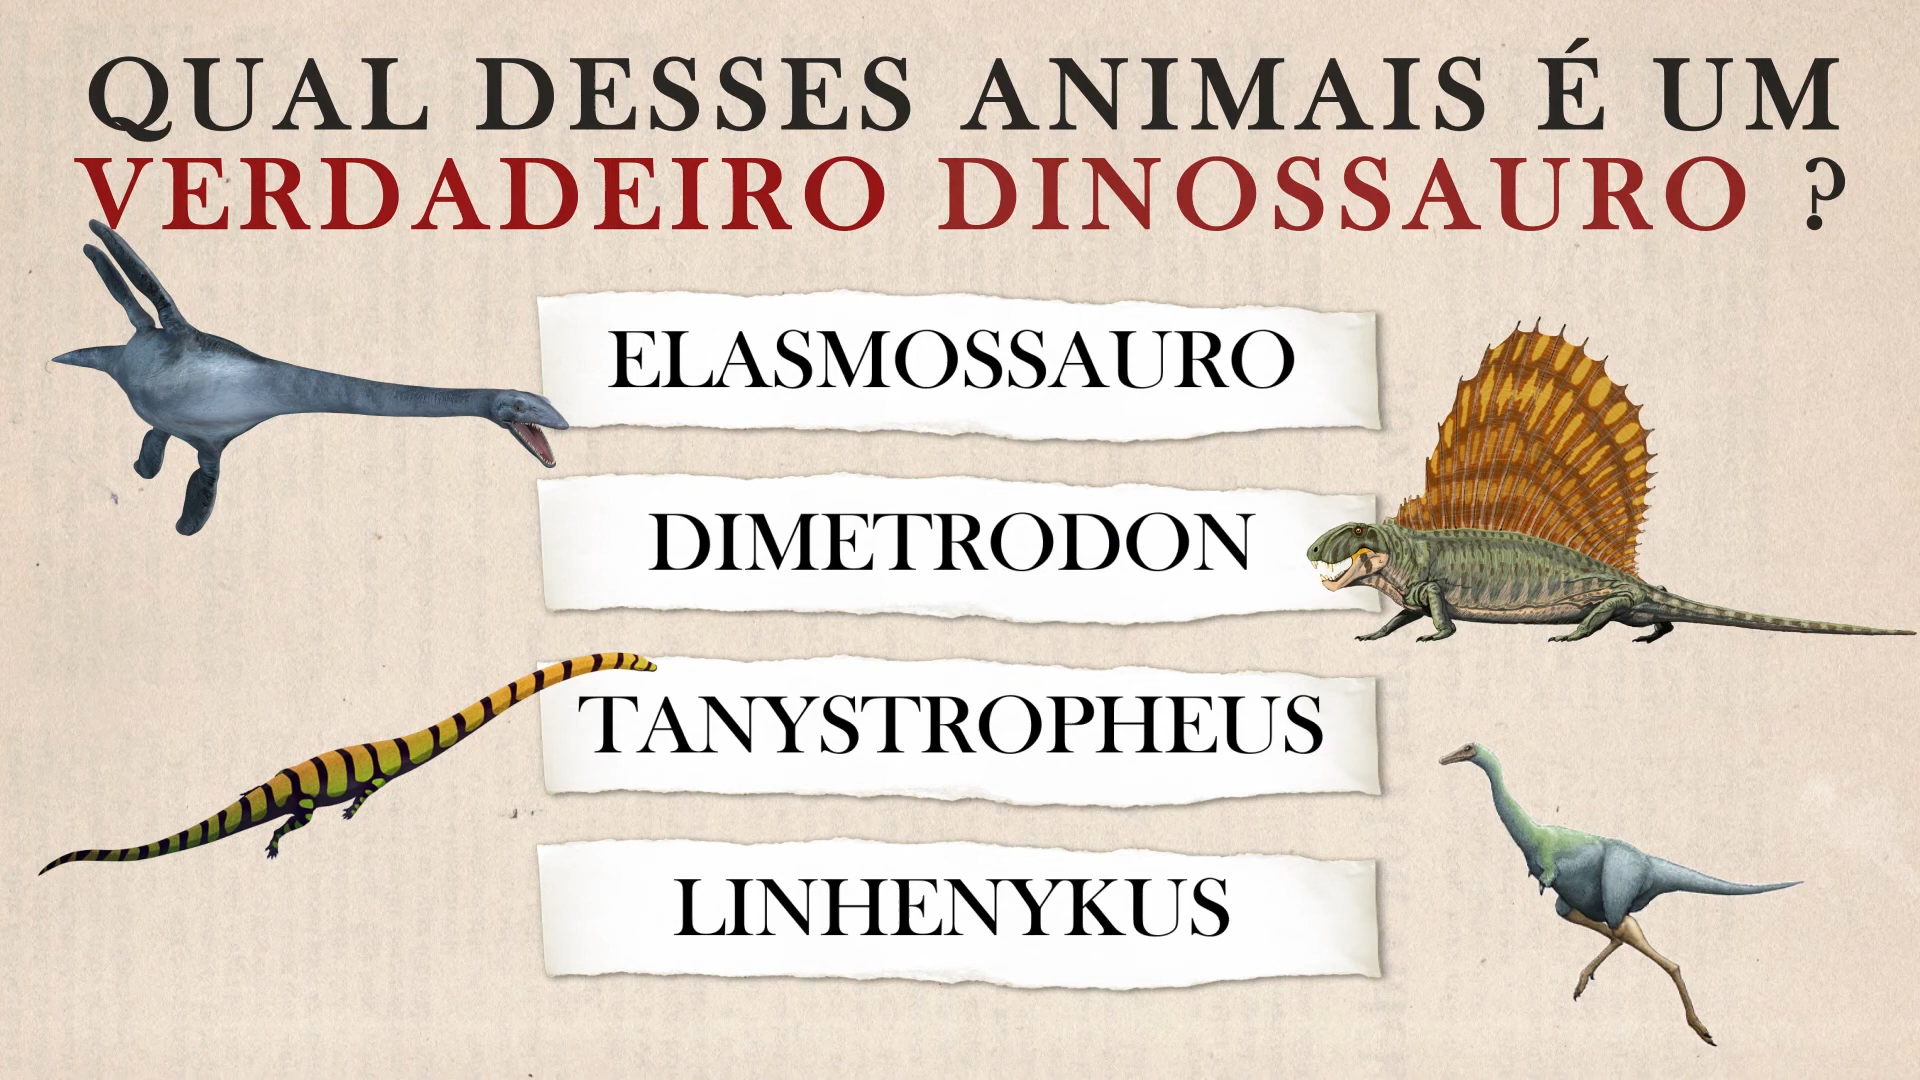 QUAL DESSES ANIMAIS É UM
VERDADEIRO DINOSSAURO ?
ELASMOSSAURO
DIMETRODON
TANYSTROPHEUS
LINHENYKUS